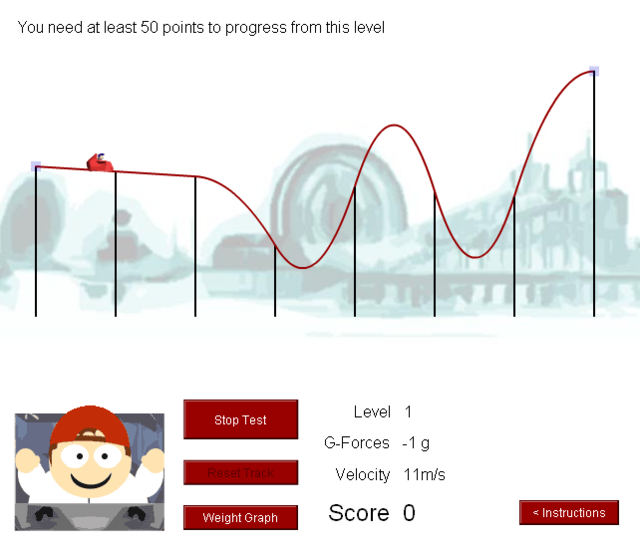 You need at least 50 points to progress from this level
Stop Test
Level 1
G-Forces -1 g
Reset Track
Velocity 11m/s
Weight Graph
Score 0
< Instructions